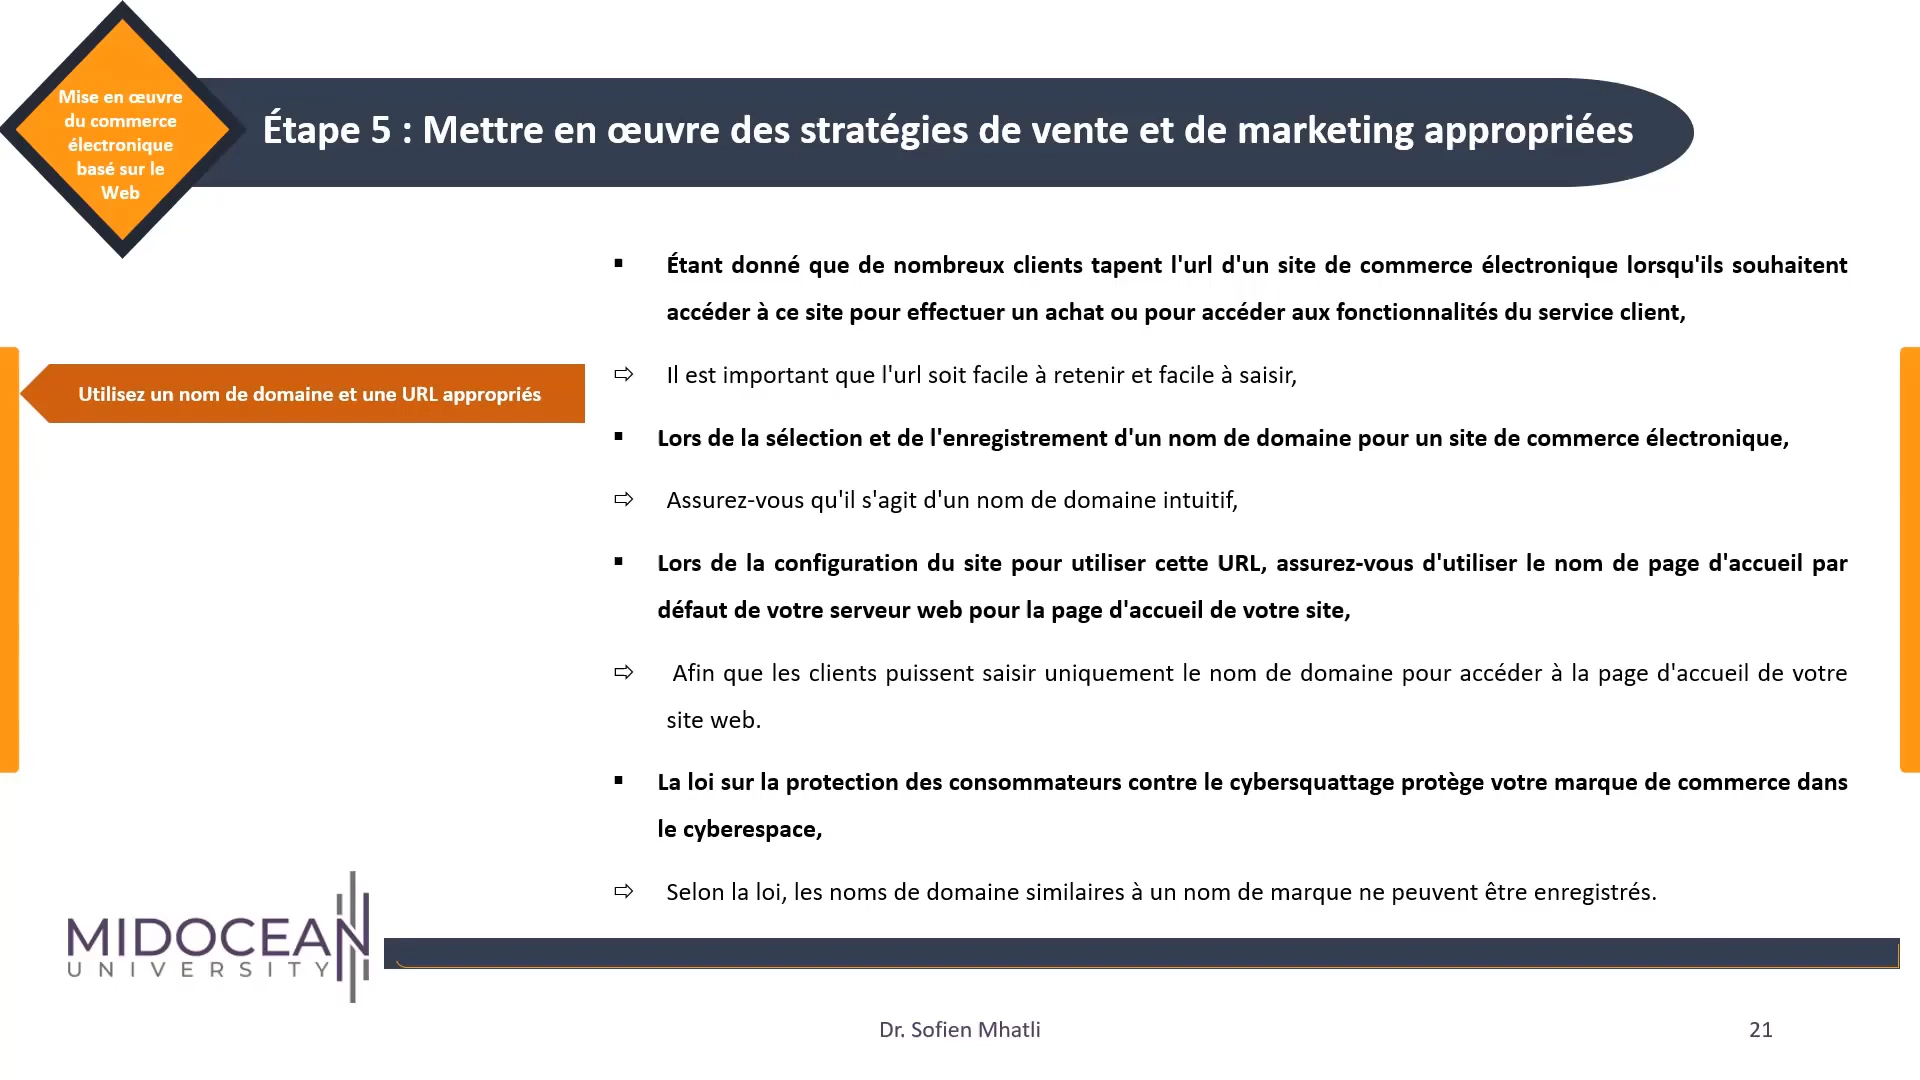 Mise en œuvre
du commerce
électronique
basé sur le
Web
Étape 5 : Mettre en œuvre des stratégies de vente et de marketing appropriées
Utilisez un nom de domaine et une URL appropriés
▪ Étant donné que de nombreux clients tapent l'url d'un site de commerce électronique lorsqu'ils souhaitent
accéder à ce site pour effectuer un achat ou pour accéder aux fonctionnalités du service client,
⇨ Il est important que l'url soit facile à retenir et facile à saisir,
▪ Lors de la sélection et de l'enregistrement d'un nom de domaine pour un site de commerce électronique,
⇨ Assurez-vous qu'il s'agit d'un nom de domaine intuitif,
▪ Lors de la configuration du site pour utiliser cette URL, assurez-vous d'utiliser le nom de page d'accueil par
défaut de votre serveur web pour la page d'accueil de votre site,
⇨ Afin que les clients puissent saisir uniquement le nom de domaine pour accéder à la page d'accueil de votre
site web.
▪ La loi sur la protection des consommateurs contre le cybersquattage protège votre marque de commerce dans
le cyberespace,
⇨ Selon la loi, les noms de domaine similaires à un nom de marque ne peuvent être enregistrés.
MIDOCEAN
UNIVERSITY
Dr. Sofien Mhatli
21